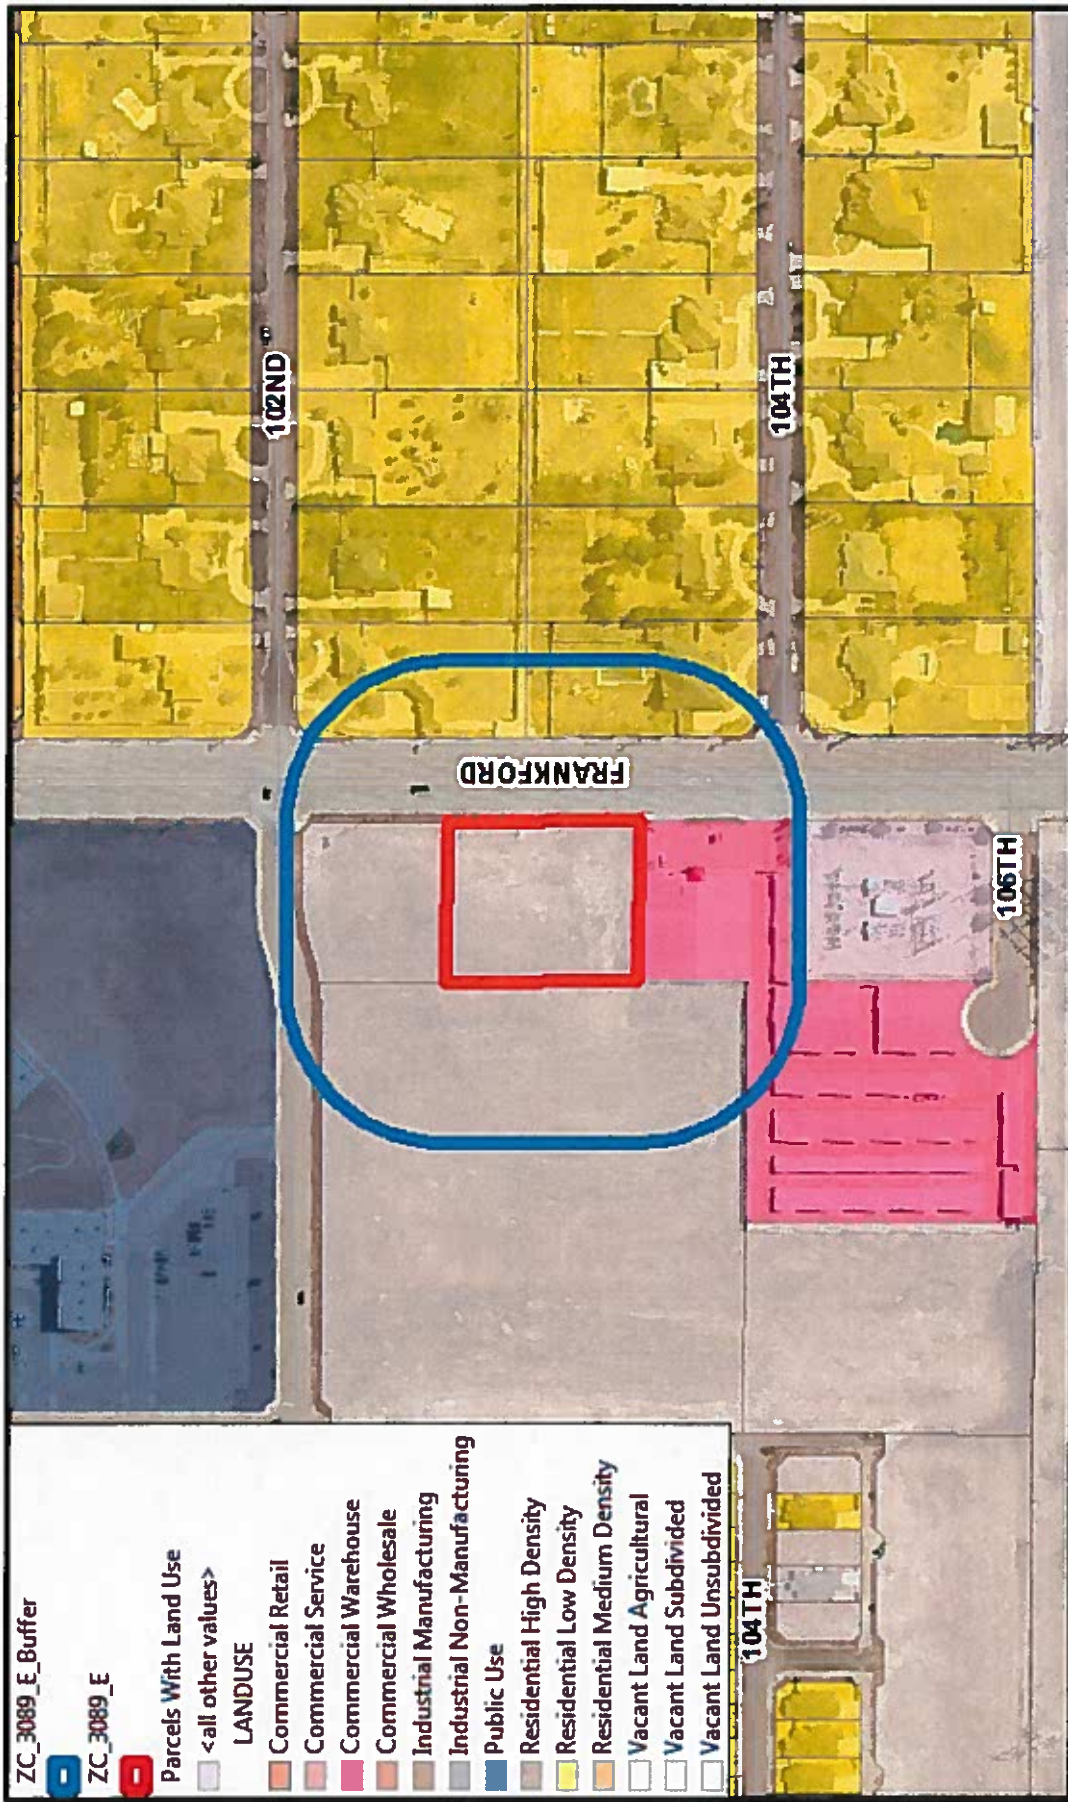 ZC_3089_E_Buffer
ZC_3089_E
Parcels With Land Use
<all other values>
LANDUSE
Commercial Retail
Commercial Service
Commercial Warehouse
Commercial Wholesale
Industrial Manufacturing
Industrial Non-Manufacturing
Public Use
Residential High Density
Residential Low Density
Residential Medium Density
Vacant Land Agricultural
Vacant Land Subdivided
Vacant Land Unsubdivided
102ND
104TH
FRANKFORD
106TH
104TH